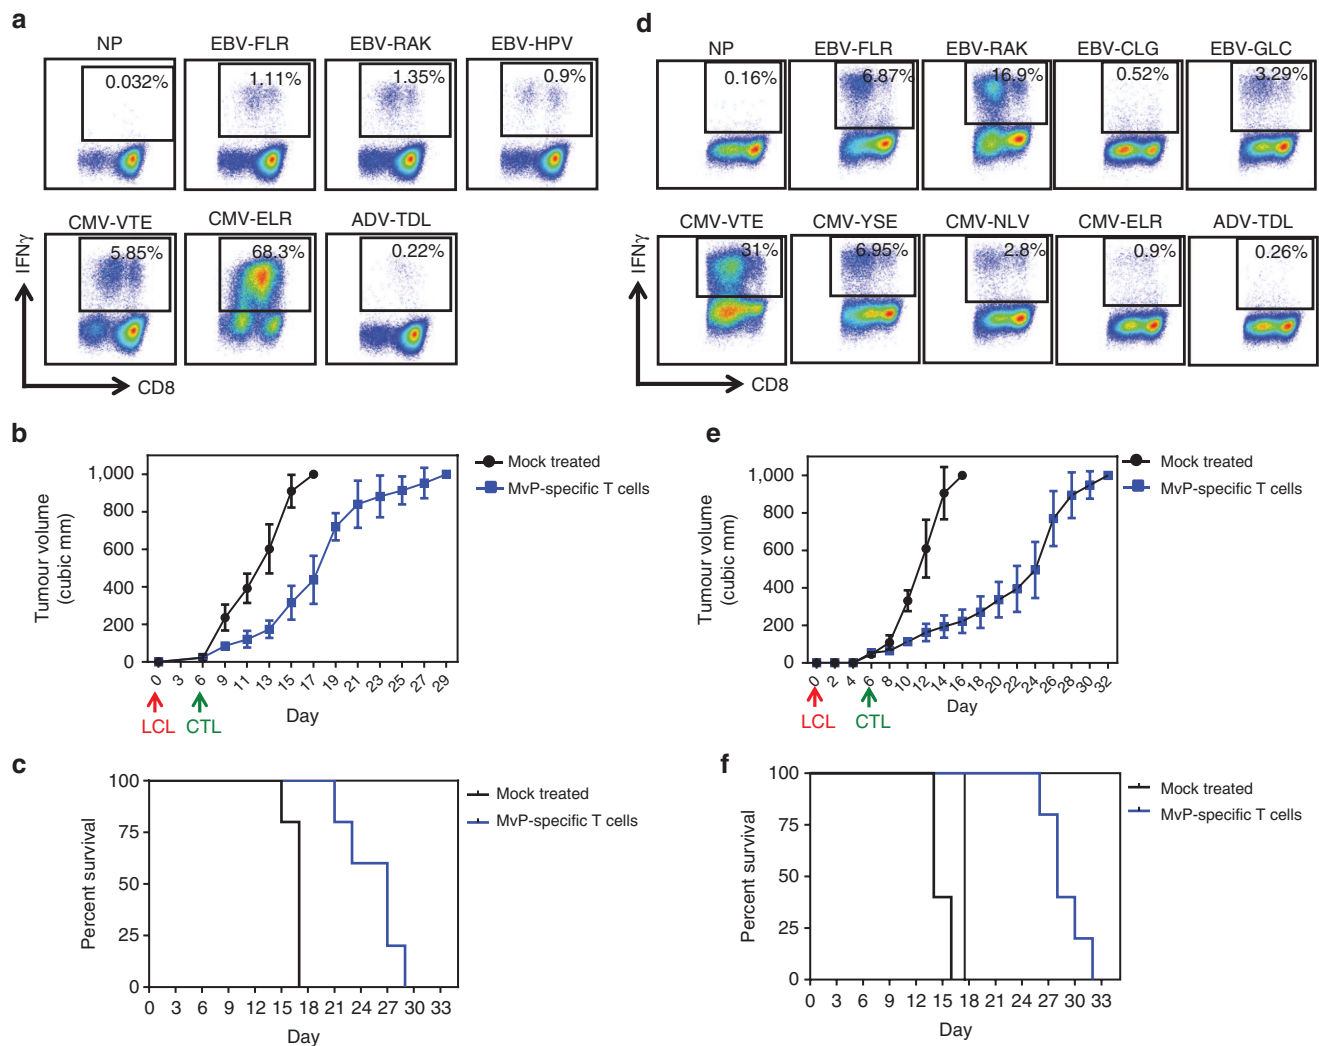 a
NP
EBV-FLR
EBV-RAK
EBV-HPV
0.032%
1.11%
1.35%
0.9%
CMV-VTE
CMV-ELR
ADV-TDL
5.85%
68.3%
0.22%
IFNγ
CD8
d
NP
EBV-FLR
EBV-RAK
EBV-CLG
EBV-GLC
0.16%
6.87%
16.9%
0.52%
3.29%
CMV-VTE
CMV-YSE
CMV-NLV
CMV-ELR
ADV-TDL
31%
6.95%
2.8%
0.9%
0.26%
IFNγ
CD8
b
Tumour volume
(cubic mm)
1,000
800
600
400
200
0
0 3 6 9 11 13 15 17 19 21 23 25 27 29
LCL CTL
Day
Mock treated
MvP-specific T cells
e
Tumour volume
(cubic mm)
1,000
800
600
400
200
0
0 2 4 6 8 10 12 14 16 18 20 22 24 26 28 30 32
LCL CTL
Day
Mock treated
MvP-specific T cells
c
Percent survival
100
75
50
25
0
0 3 6 9 12 15 18 21 24 27 30 33
Day
Mock treated
MvP-specific T cells
f
Percent survival
100
75
50
25
0
0 3 6 9 12 15 18 21 24 27 30 33
Day
Mock treated
MvP-specific T cells